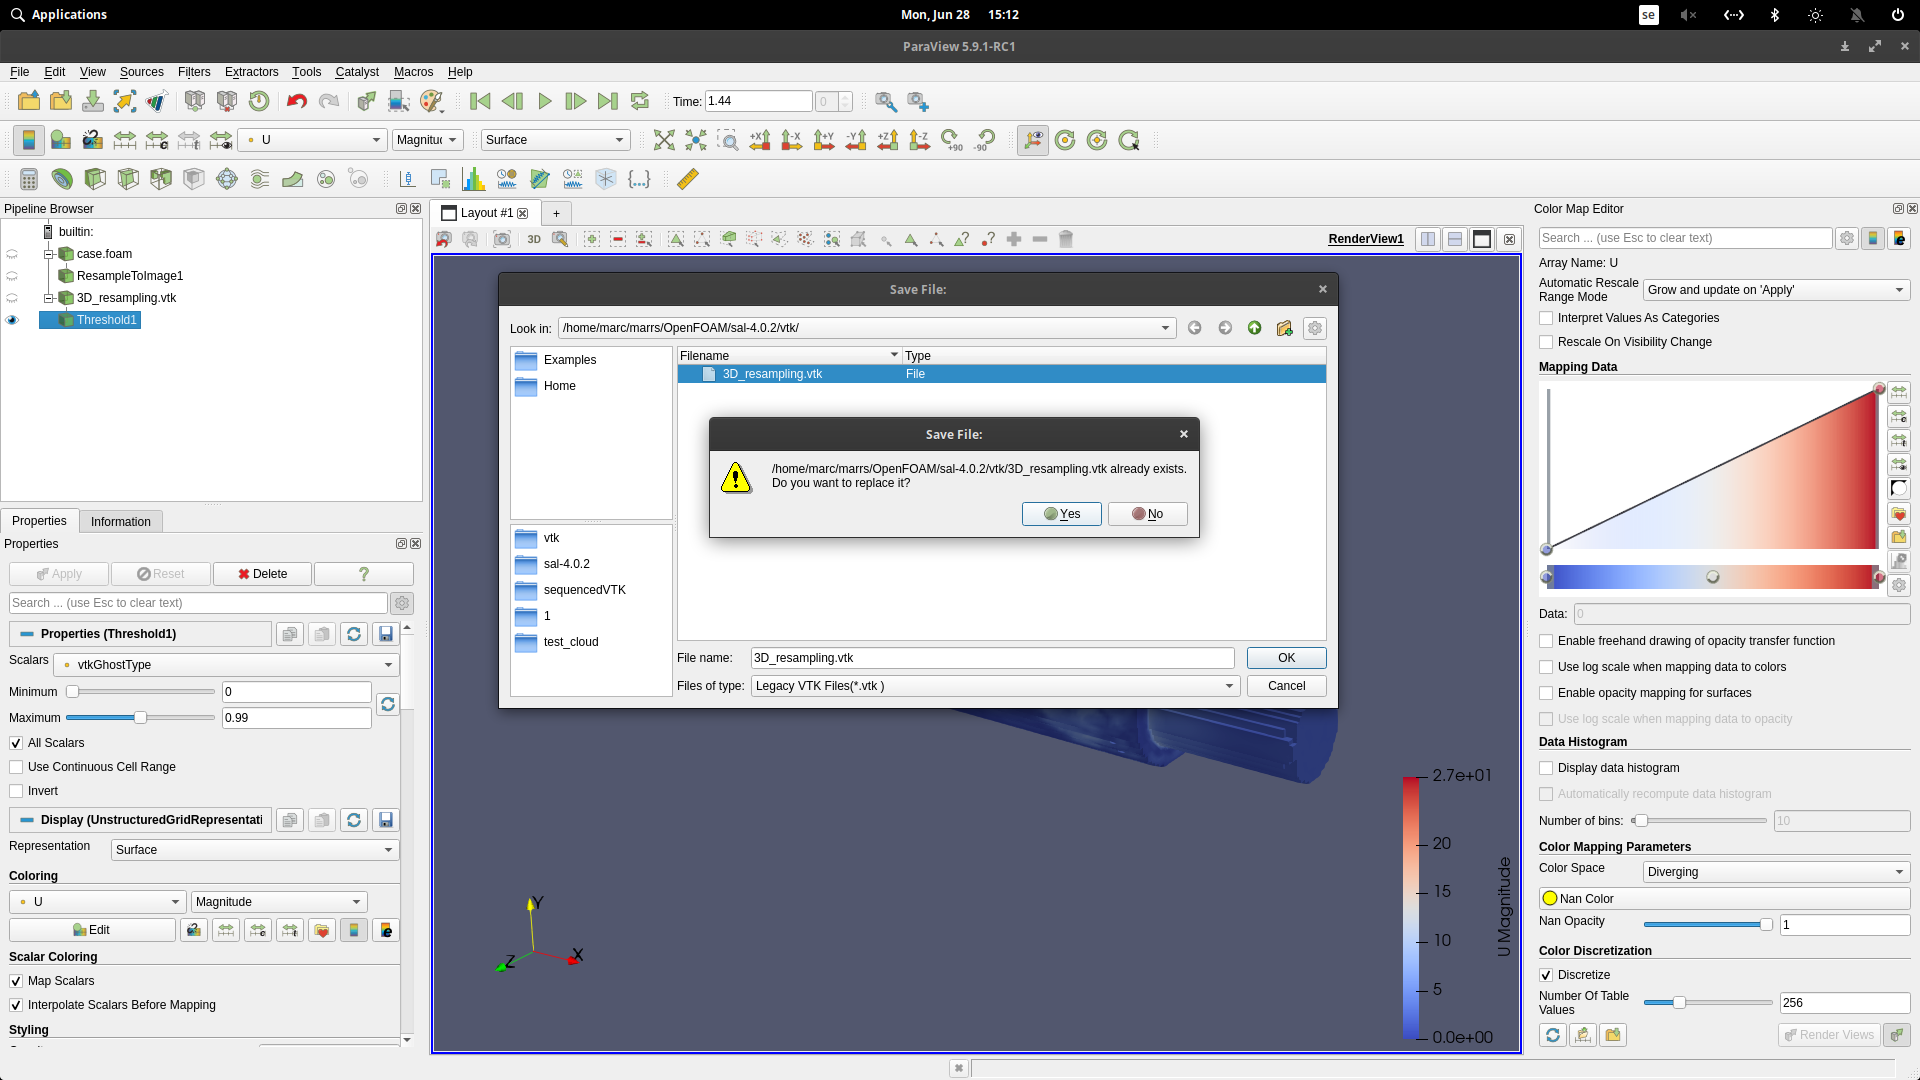 Applications
Mon, Jun 28 15:12
se
ParaView 5.9.1-RC1
File Edit View Sources Filters Extractors Tools Catalyst Macros Help
Time: 1.44 0
U Magnituc Surface
+X -X +Y -Y +Z -Z +90 -90
Pipeline Browser
builtin:
case.foam
ResampleToImage1
3D_resampling.vtk
Threshold1
Layout #1 +
3D
RenderView1
Save File:
Look in: /home/marc/marrs/OpenFOAM/sal-4.0.2/vtk/
Examples
Home
Filename Type
3D_resampling.vtk File
Save File:
/home/marc/marrs/OpenFOAM/sal-4.0.2/vtk/3D_resampling.vtk already exists.
Do you want to replace it?
Yes No
vtk
sal-4.0.2
sequencedVTK
1
test_cloud
File name: 3D_resampling.vtk OK
Files of type: Legacy VTK Files(*.vtk ) Cancel
Properties Information
Properties
Apply Reset Delete ?
Search ... (use Esc to clear text)
Properties (Threshold1)
Scalars vtkGhostType
Minimum 0
Maximum 0.99
All Scalars
Use Continuous Cell Range
Invert
Display (UnstructuredGridRepresentati
Representation Surface
Coloring
U Magnitude
Edit
Scalar Coloring
Map Scalars
Interpolate Scalars Before Mapping
Styling
Y
X
Z
2.7e+01
20
15
10
5
0.0e+00
U Magnitude
Color Map Editor
Search ... (use Esc to clear text)
Array Name: U
Automatic Rescale
Range Mode
Grow and update on 'Apply'
Interpret Values As Categories
Rescale On Visibility Change
Mapping Data
Data: 0
Enable freehand drawing of opacity transfer function
Use log scale when mapping data to colors
Enable opacity mapping for surfaces
Use log scale when mapping data to opacity
Data Histogram
Display data histogram
Automatically recompute data histogram
Number of bins: 10
Color Mapping Parameters
Color Space Diverging
Nan Color
Nan Opacity 1
Color Discretization
Discretize
Number Of Table
Values
256
Render Views